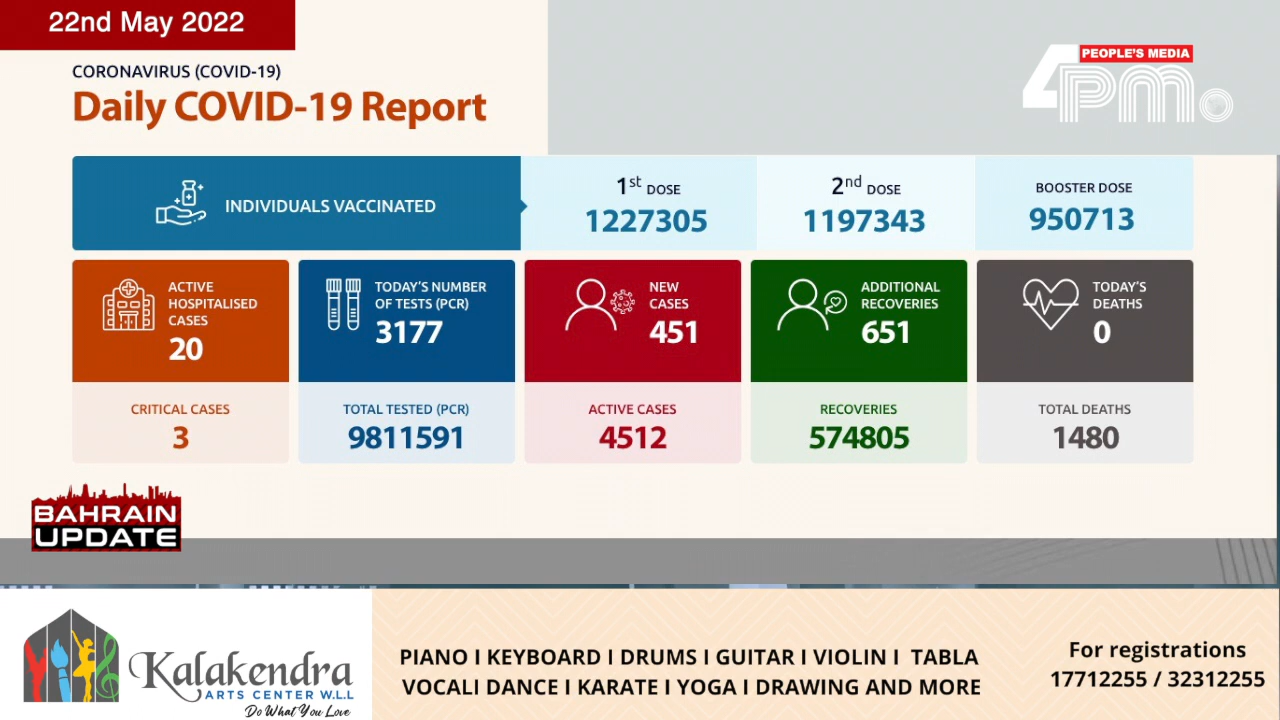 22nd May 2022
PEOPLE'S MEDIA
4PM
CORONAVIRUS (COVID-19)
Daily COVID-19 Report
INDIVIDUALS VACCINATED
1st DOSE
1227305
2nd DOSE
1197343
BOOSTER DOSE
950713
ACTIVE
HOSPITALISED
CASES
20
TODAY'S NUMBER
OF TESTS (PCR)
3177
NEW
CASES
451
ADDITIONAL
RECOVERIES
651
TODAY'S
DEATHS
0
CRITICAL CASES
3
TOTAL TESTED (PCR)
9811591
ACTIVE CASES
4512
RECOVERIES
574805
TOTAL DEATHS
1480
BAHRAIN
UPDATE
Kalakendra
ARTS CENTER W.L.L
Do What You Love
PIANO I KEYBOARD I DRUMS I GUITAR I VIOLIN I TABLA
VOCALI DANCE I KARATE I YOGA I DRAWING AND MORE
For registrations
17712255 / 32312255